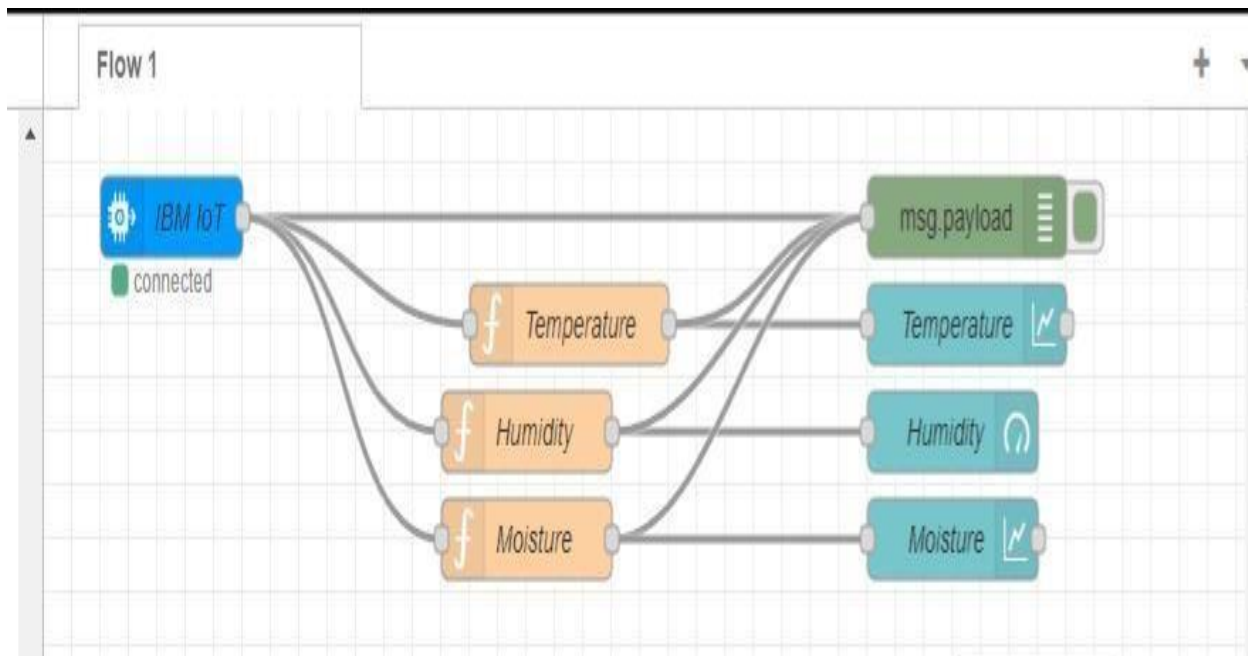 Flow 1
IBM IoT
connected
msg.payload
Temperature
Temperature
Humidity
Humidity
Moisture
Moisture